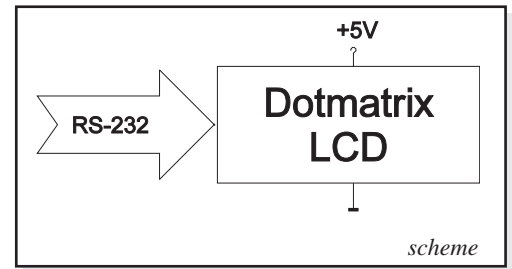 +5V
RS-232
Dotmatrix
LCD
scheme